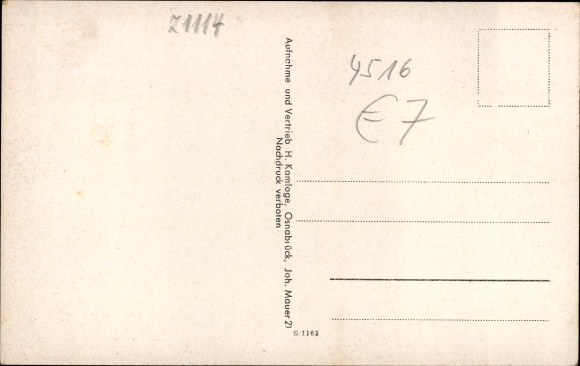 Z1114
Aufnahme und Vertrieb H. Kamlage, Osnabrück, Joh. Mauer 21
Nachdruck verboten
4516
€7
G 1162